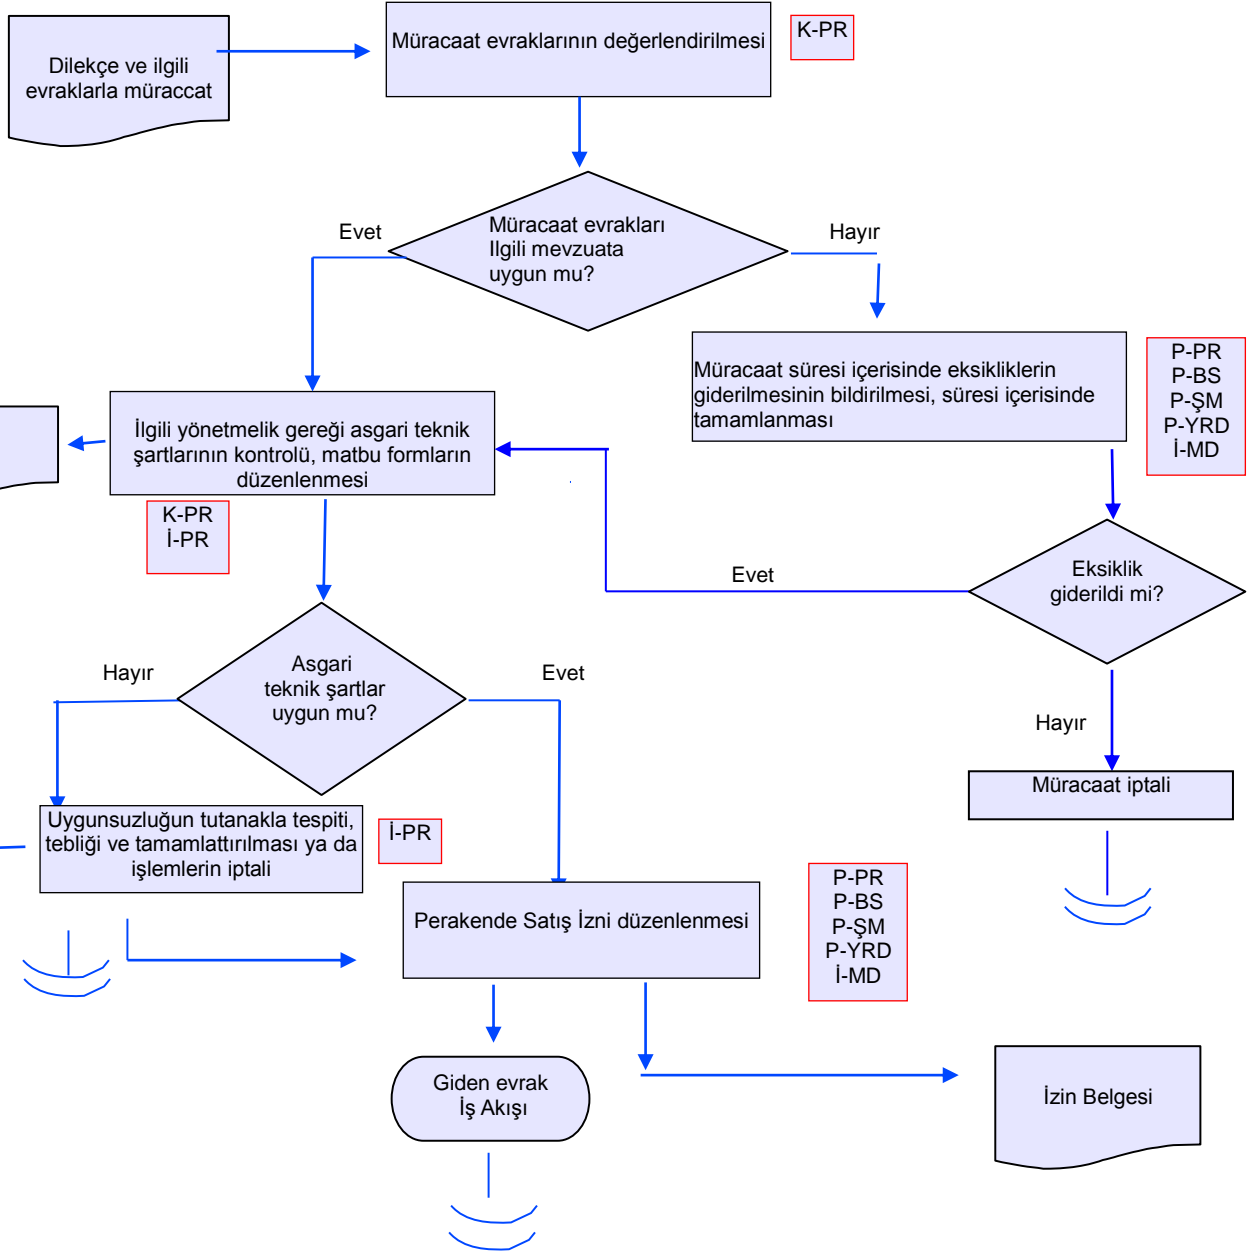 Dilekçe ve ilgili
evraklarla müraccat
Müracaat evraklarının değerlendirilmesi
K-PR
Evet
Müracaat evrakları
Ilgili mevzuata
uygun mu?
Hayır
Müracaat süresi içerisinde eksikliklerin
giderilmesinin bildirilmesi, süresi içerisinde
tamamlanması
P-PR
P-BS
P-ŞM
P-YRD
İ-MD
İlgili yönetmelik gereği asgari teknik
şartlarının kontrolü, matbu formların
düzenlenmesi
K-PR
İ-PR
Evet
Eksiklik
giderildi mi?
Hayır
Asgari
teknik şartlar
uygun mu?
Evet
Hayır
Müracaat iptali
Uygunsuzluğun tutanakla tespiti,
tebliği ve tamamlattırılması ya da
işlemlerin iptali
İ-PR
Perakende Satış İzni düzenlenmesi
P-PR
P-BS
P-ŞM
P-YRD
İ-MD
Giden evrak
İş Akışı
İzin Belgesi